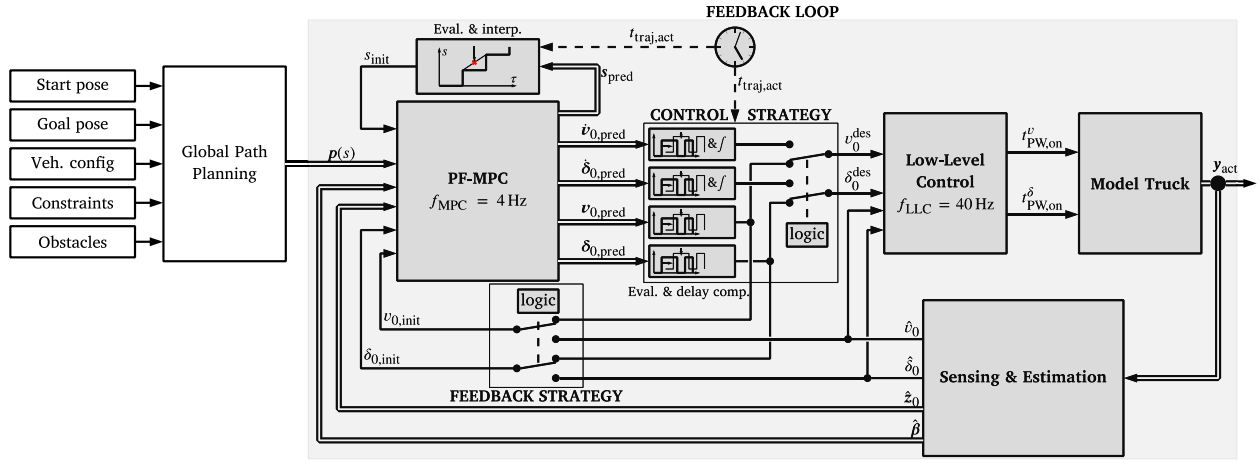 FEEDBACK LOOP
Eval. & interp.
t_traj,act
s_init
s
τ
s_pred
t_traj,act
Start pose
Goal pose
Veh. config
Constraints
Obstacles
Global Path
Planning
p(s)
PF-MPC
f_MPC = 4 Hz
v̇_0,pred
δ̇_0,pred
v_0,pred
δ_0,pred
CONTROL STRATEGY
&∫
&∫
logic
Eval. & delay comp.
v_0^des
δ_0^des
Low-Level
Control
f_LLC = 40 Hz
t_PW,on^v
t_PW,on^δ
Model Truck
y_act
logic
v_0,init
δ_0,init
FEEDBACK STRATEGY
v̂_0
δ̂_0
ẑ_0
β̂
Sensing & Estimation